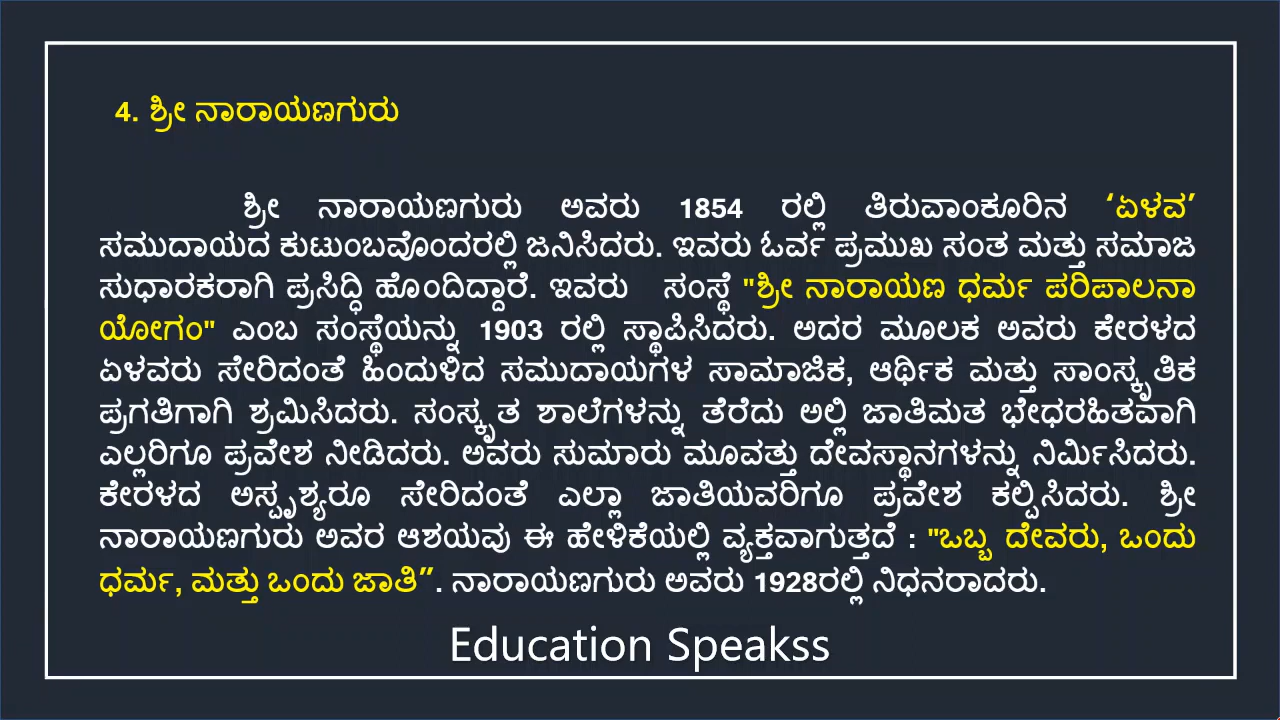 4. ಶ್ರೀ ನಾರಾಯಣಗುರು
ಶ್ರೀ ನಾರಾಯಣಗುರು ಅವರು 1854 ರಲ್ಲಿ ತಿರುವಾಂಕೂರಿನ ‘ಏಳವ’
ಸಮುದಾಯದ ಕುಟುಂಬವೊಂದರಲ್ಲಿ ಜನಿಸಿದರು. ಇವರು ಓರ್ವ ಪ್ರಮುಖ ಸಂತ ಮತ್ತು ಸಮಾಜ
ಸುಧಾರಕರಾಗಿ ಪ್ರಸಿದ್ಧಿ ಹೊಂದಿದ್ದಾರೆ. ಇವರು ಸಂಸ್ಥೆ "ಶ್ರೀ ನಾರಾಯಣ ಧರ್ಮ ಪರಿಪಾಲನಾ
ಯೋಗಂ" ಎಂಬ ಸಂಸ್ಥೆಯನ್ನು 1903 ರಲ್ಲಿ ಸ್ಥಾಪಿಸಿದರು. ಅದರ ಮೂಲಕ ಅವರು ಕೇರಳದ
ಏಳವರು ಸೇರಿದಂತೆ ಹಿಂದುಳಿದ ಸಮುದಾಯಗಳ ಸಾಮಾಜಿಕ, ಆರ್ಥಿಕ ಮತ್ತು ಸಾಂಸ್ಕೃತಿಕ
ಪ್ರಗತಿಗಾಗಿ ಶ್ರಮಿಸಿದರು. ಸಂಸ್ಕೃತ ಶಾಲೆಗಳನ್ನು ತೆರೆದು ಅಲ್ಲಿ ಜಾತಿಮತ ಭೇಧರಹಿತವಾಗಿ
ಎಲ್ಲರಿಗೂ ಪ್ರವೇಶ ನೀಡಿದರು. ಅವರು ಸುಮಾರು ಮೂವತ್ತು ದೇವಸ್ಥಾನಗಳನ್ನು ನಿರ್ಮಿಸಿದರು.
ಕೇರಳದ ಅಸ್ಪೃಶ್ಯರೂ ಸೇರಿದಂತೆ ಎಲ್ಲಾ ಜಾತಿಯವರಿಗೂ ಪ್ರವೇಶ ಕಲ್ಪಿಸಿದರು. ಶ್ರೀ
ನಾರಾಯಣಗುರು ಅವರ ಆಶಯವು ಈ ಹೇಳಿಕೆಯಲ್ಲಿ ವ್ಯಕ್ತವಾಗುತ್ತದೆ : "ಒಬ್ಬ ದೇವರು, ಒಂದು
ಧರ್ಮ, ಮತ್ತು ಒಂದು ಜಾತಿ”. ನಾರಾಯಣಗುರು ಅವರು 1928ರಲ್ಲಿ ನಿಧನರಾದರು.
Education Speakss